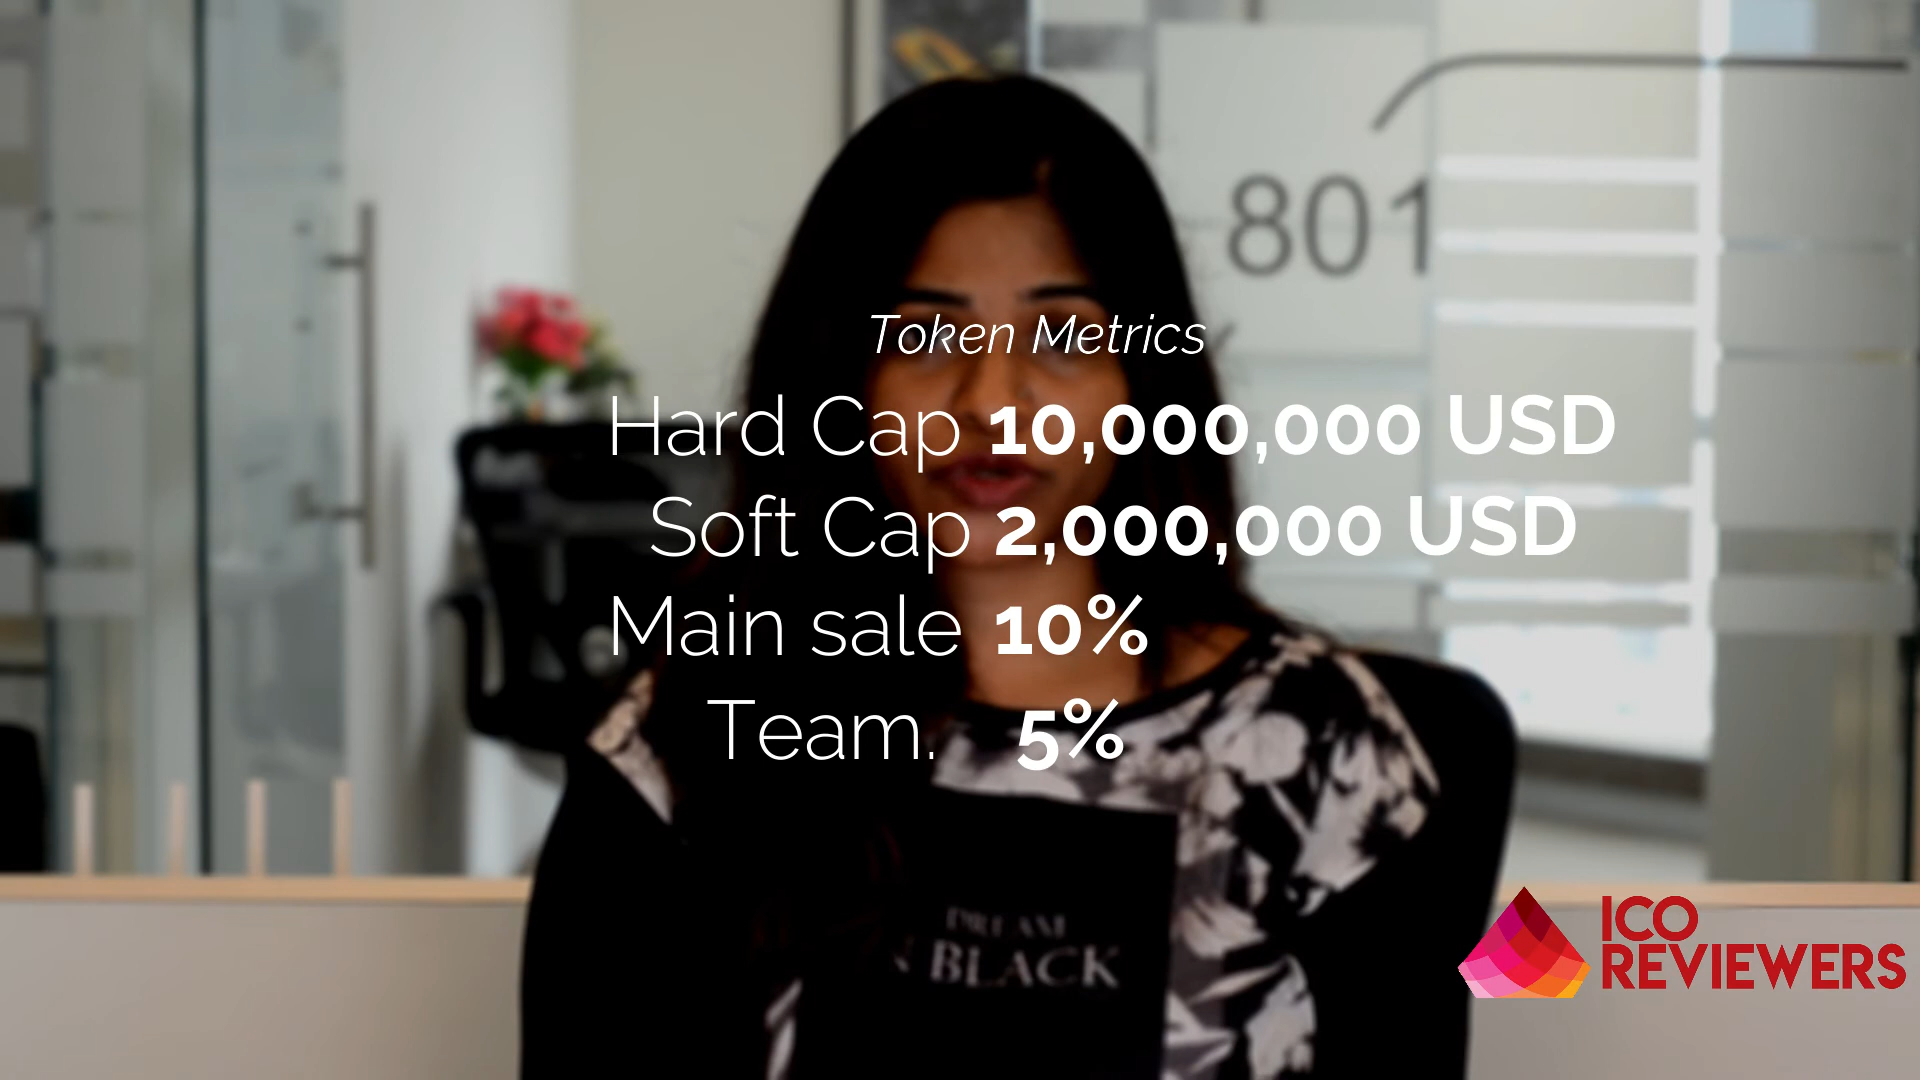 801
Token Metrics
Hard Cap 10,000,000 USD
Soft Cap 2,000,000 USD
Main sale 10%
Team. 5%
DREAM
BLACK
ICO
REVIEWERS